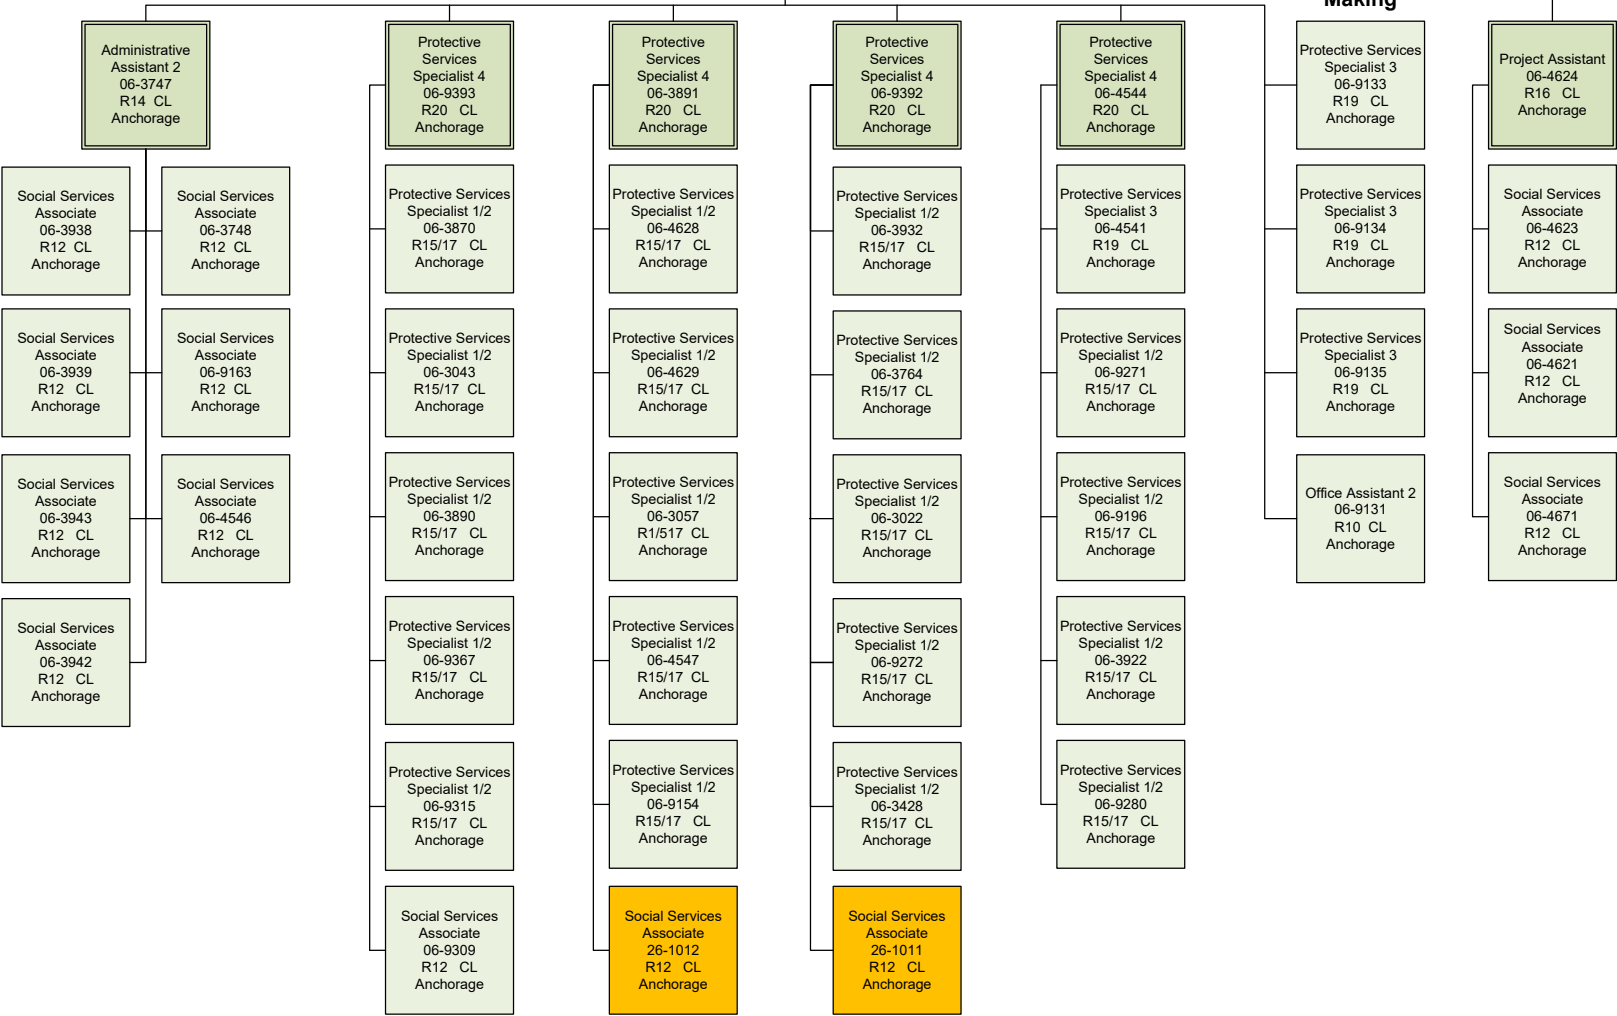 Making
Administrative
Assistant 2
06-3747
R14 CL
Anchorage
Social Services
Associate
06-3938
R12 CL
Anchorage
Social Services
Associate
06-3748
R12 CL
Anchorage
Social Services
Associate
06-3939
R12 CL
Anchorage
Social Services
Associate
06-9163
R12 CL
Anchorage
Social Services
Associate
06-3943
R12 CL
Anchorage
Social Services
Associate
06-4546
R12 CL
Anchorage
Social Services
Associate
06-3942
R12 CL
Anchorage
Protective
Services
Specialist 4
06-9393
R20 CL
Anchorage
Protective Services
Specialist 1/2
06-3870
R15/17 CL
Anchorage
Protective Services
Specialist 1/2
06-3043
R15/17 CL
Anchorage
Protective Services
Specialist 1/2
06-3890
R15/17 CL
Anchorage
Protective Services
Specialist 1/2
06-9367
R15/17 CL
Anchorage
Protective Services
Specialist 1/2
06-9315
R15/17 CL
Anchorage
Social Services
Associate
06-9309
R12 CL
Anchorage
Protective
Services
Specialist 4
06-3891
R20 CL
Anchorage
Protective Services
Specialist 1/2
06-4628
R15/17 CL
Anchorage
Protective Services
Specialist 1/2
06-4629
R15/17 CL
Anchorage
Protective Services
Specialist 1/2
06-3057
R1/517 CL
Anchorage
Protective Services
Specialist 1/2
06-4547
R15/17 CL
Anchorage
Protective Services
Specialist 1/2
06-9154
R15/17 CL
Anchorage
Social Services
Associate
26-1012
R12 CL
Anchorage
Protective
Services
Specialist 4
06-9392
R20 CL
Anchorage
Protective Services
Specialist 1/2
06-3932
R15/17 CL
Anchorage
Protective Services
Specialist 1/2
06-3764
R15/17 CL
Anchorage
Protective Services
Specialist 1/2
06-3022
R15/17 CL
Anchorage
Protective Services
Specialist 1/2
06-9272
R15/17 CL
Anchorage
Protective Services
Specialist 1/2
06-3428
R15/17 CL
Anchorage
Social Services
Associate
26-1011
R12 CL
Anchorage
Protective
Services
Specialist 4
06-4544
R20 CL
Anchorage
Protective Services
Specialist 3
06-4541
R19 CL
Anchorage
Protective Services
Specialist 1/2
06-9271
R15/17 CL
Anchorage
Protective Services
Specialist 1/2
06-9196
R15/17 CL
Anchorage
Protective Services
Specialist 1/2
06-3922
R15/17 CL
Anchorage
Protective Services
Specialist 1/2
06-9280
R15/17 CL
Anchorage
Protective Services
Specialist 3
06-9133
R19 CL
Anchorage
Protective Services
Specialist 3
06-9134
R19 CL
Anchorage
Protective Services
Specialist 3
06-9135
R19 CL
Anchorage
Office Assistant 2
06-9131
R10 CL
Anchorage
Project Assistant
06-4624
R16 CL
Anchorage
Social Services
Associate
06-4623
R12 CL
Anchorage
Social Services
Associate
06-4621
R12 CL
Anchorage
Social Services
Associate
06-4671
R12 CL
Anchorage